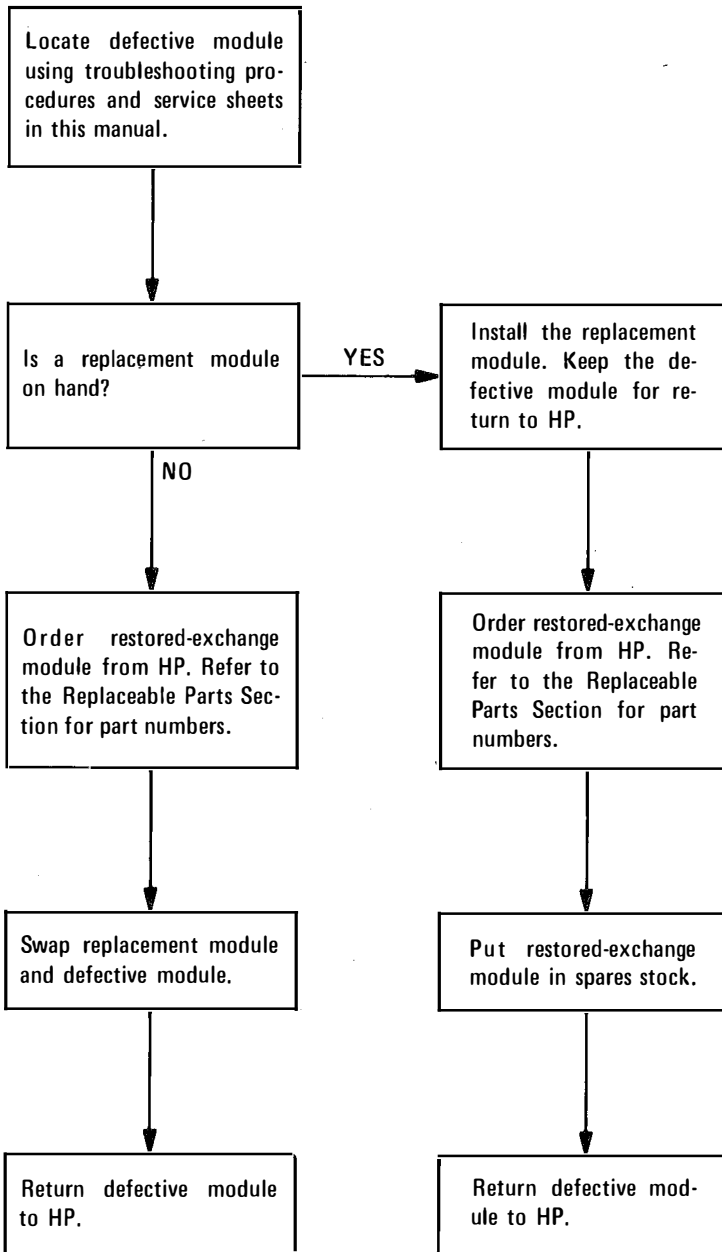 Locate defective module
using troubleshooting pro-
cedures and service sheets
in this manual.
Is a replacement module
on hand?
YES
Install the replacement
module. Keep the de-
fective module for re-
turn to HP.
NO
Order restored-exchange
module from HP. Refer to
the Replaceable Parts Sec-
tion for part numbers.
Order restored-exchange
module from HP. Re-
fer to the Replaceable
Parts Section for part
numbers.
Swap replacement module
and defective module.
Put restored-exchange
module in spares stock.
Return defective module
to HP.
Return defective mod-
ule to HP.